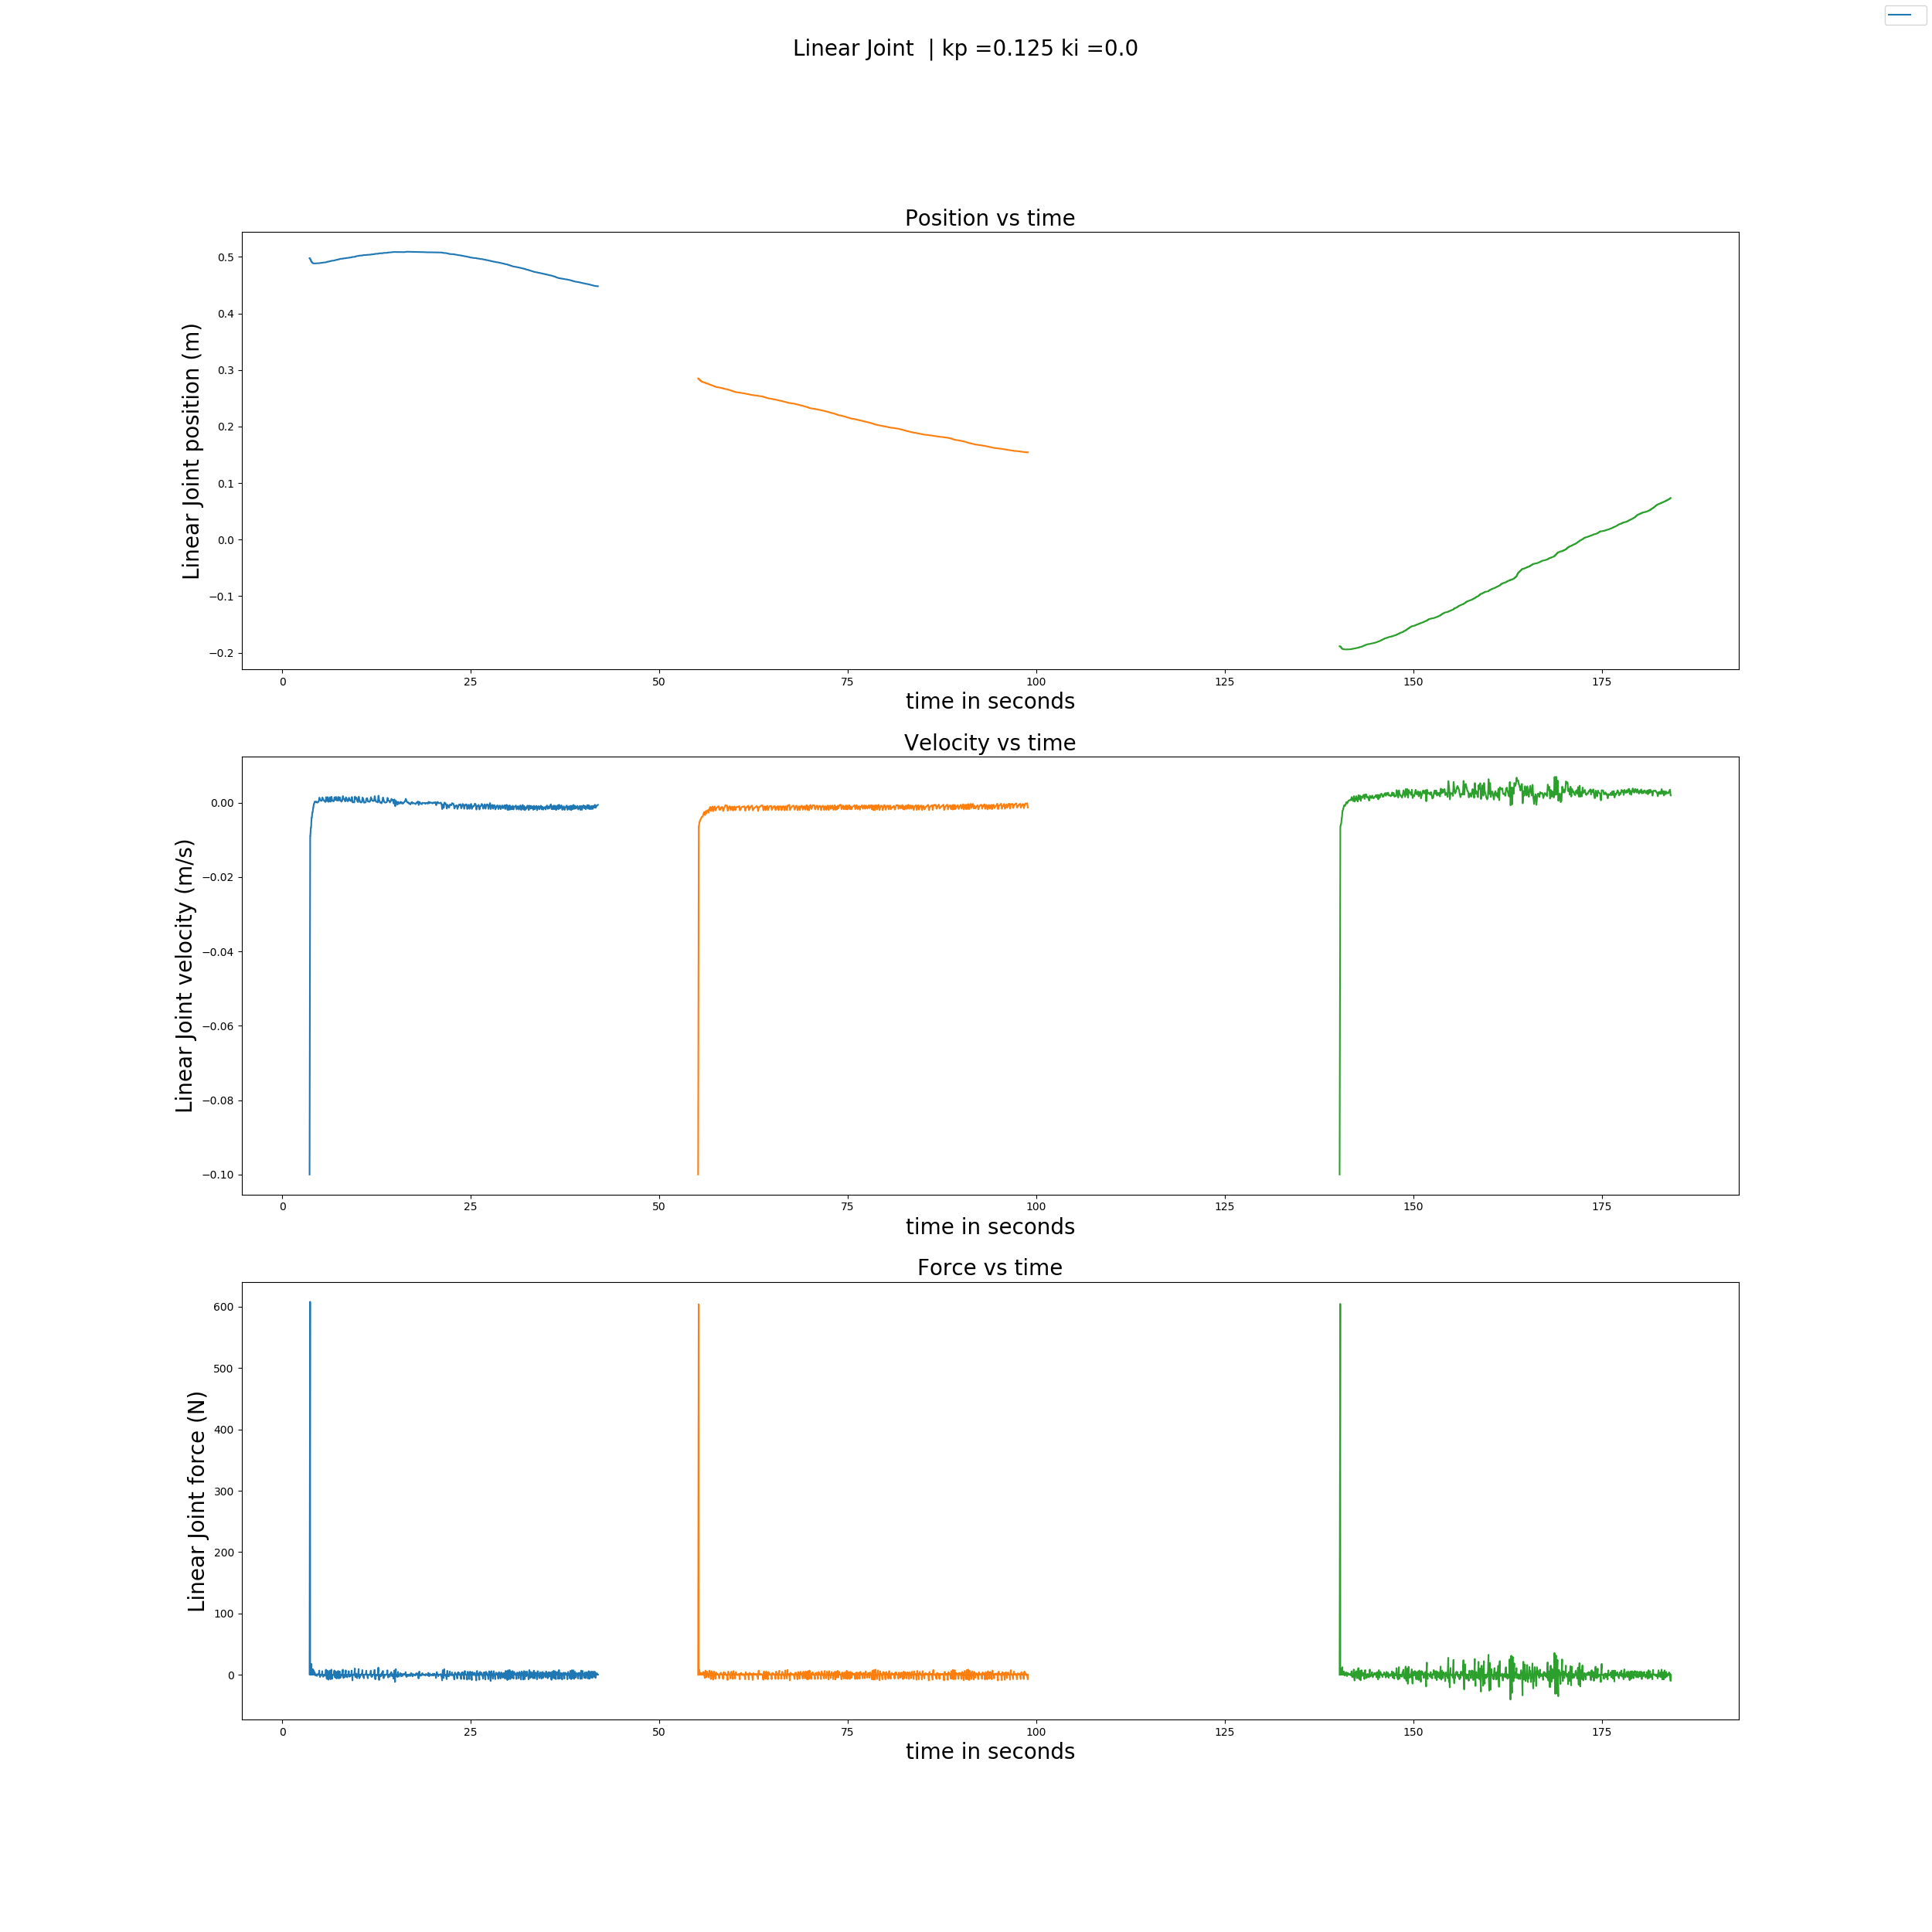 Linear Joint  | kp =0.125 ki =0.0
Position vs time
Linear Joint position (m)
0.5
0.4
0.3
0.2
0.1
0.0
−0.1
−0.2
0 25 50 75 100 125 150 175
time in seconds
Velocity vs time
Linear Joint velocity (m/s)
0.00
−0.02
−0.04
−0.06
−0.08
−0.10
0 25 50 75 100 125 150 175
time in seconds
Force vs time
Linear Joint force (N)
600
500
400
300
200
100
0
0 25 50 75 100 125 150 175
time in seconds